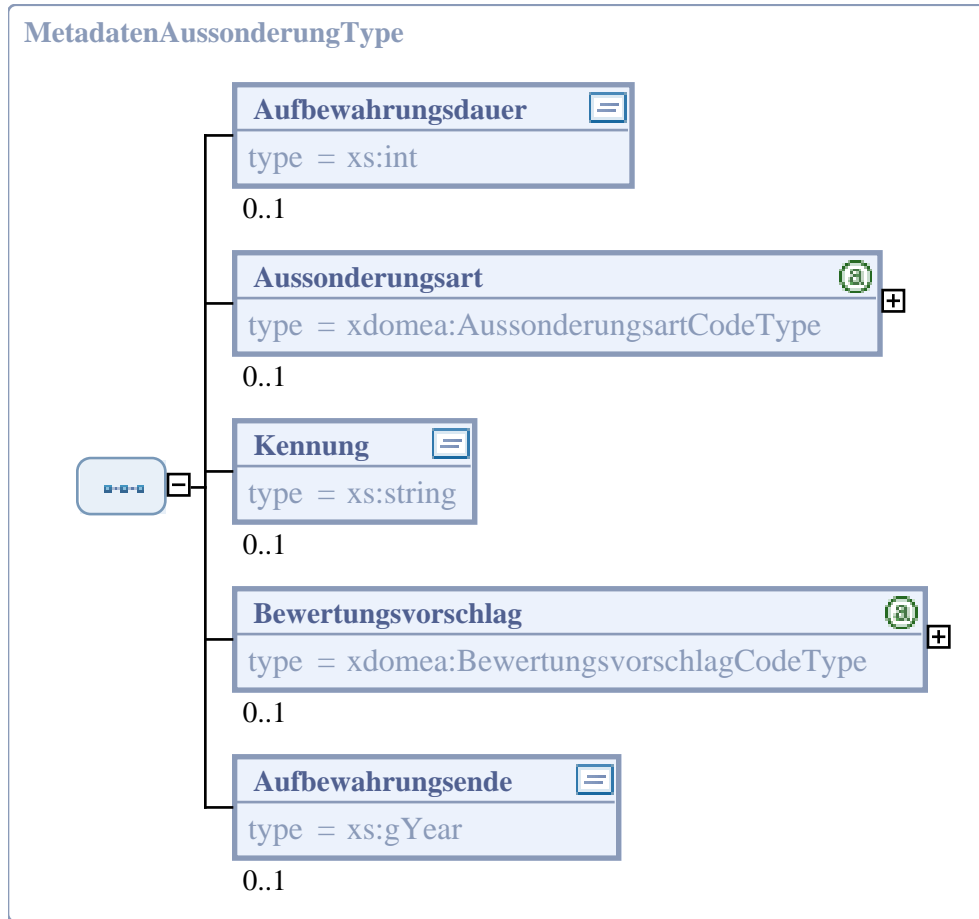 MetadatenAussonderungType
Aufbewahrungsdauer
type = xs:int
0..1
Aussonderungsart
type = xdomea:AussonderungsartCodeType
0..1
Kennung
type = xs:string
0..1
Bewertungsvorschlag
type = xdomea:BewertungsvorschlagCodeType
0..1
Aufbewahrungsende
type = xs:gYear
0..1